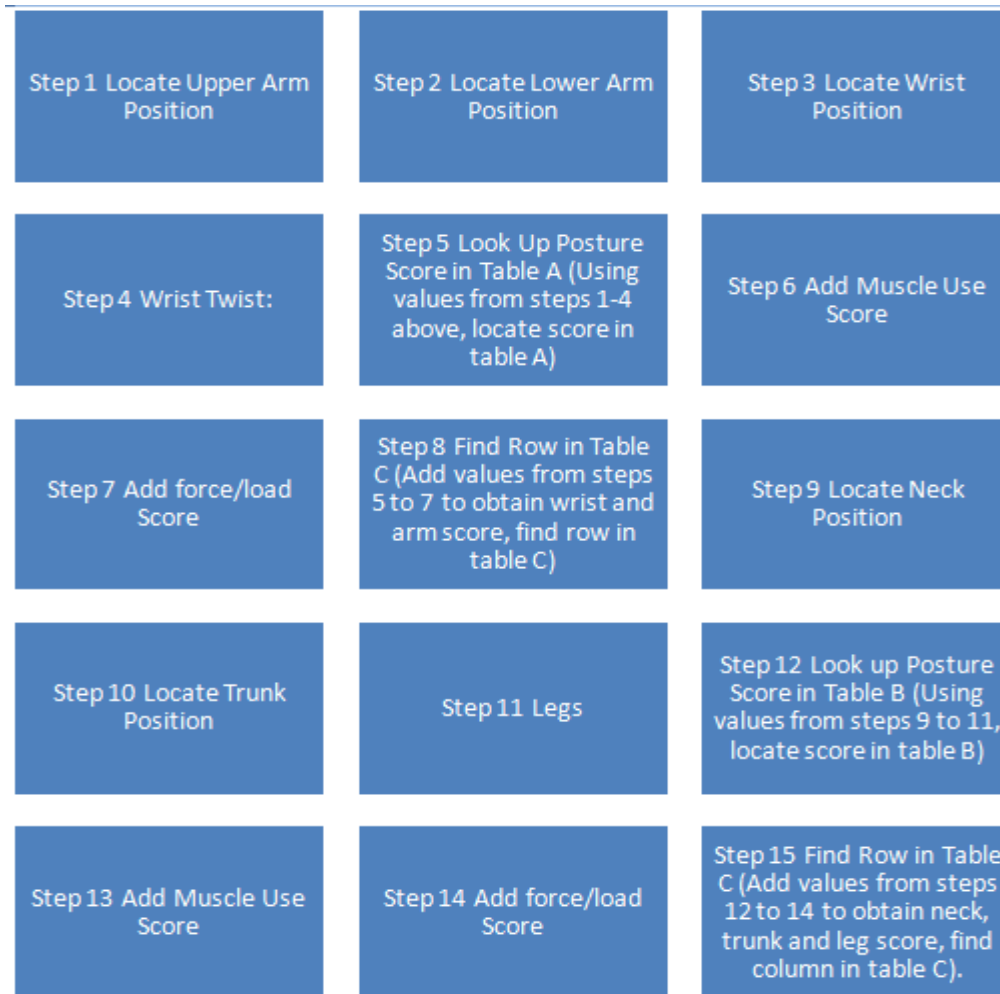 Step 1 Locate Upper Arm
Position
Step 2 Locate Lower Arm
Position
Step 3 Locate Wrist
Position
Step 4 Wrist Twist:
Step 5 Look Up Posture
Score in Table A (Using
values from steps 1-4
above, locate score in
table A)
Step 6 Add Muscle Use
Score
Step 7 Add force/load
Score
Step 8 Find Row in Table
C (Add values from steps
5 to 7 to obtain wrist and
arm score, find row in
table C)
Step 9 Locate Neck
Position
Step 10 Locate Trunk
Position
Step 11 Legs
Step 12 Look up Posture
Score in Table B (Using
values from steps 9 to 11,
locate score in table B)
Step 13 Add Muscle Use
Score
Step 14 Add force/load
Score
Step 15 Find Row in Table
C (Add values from steps
12 to 14 to obtain neck,
trunk and leg score, find
column in table C).